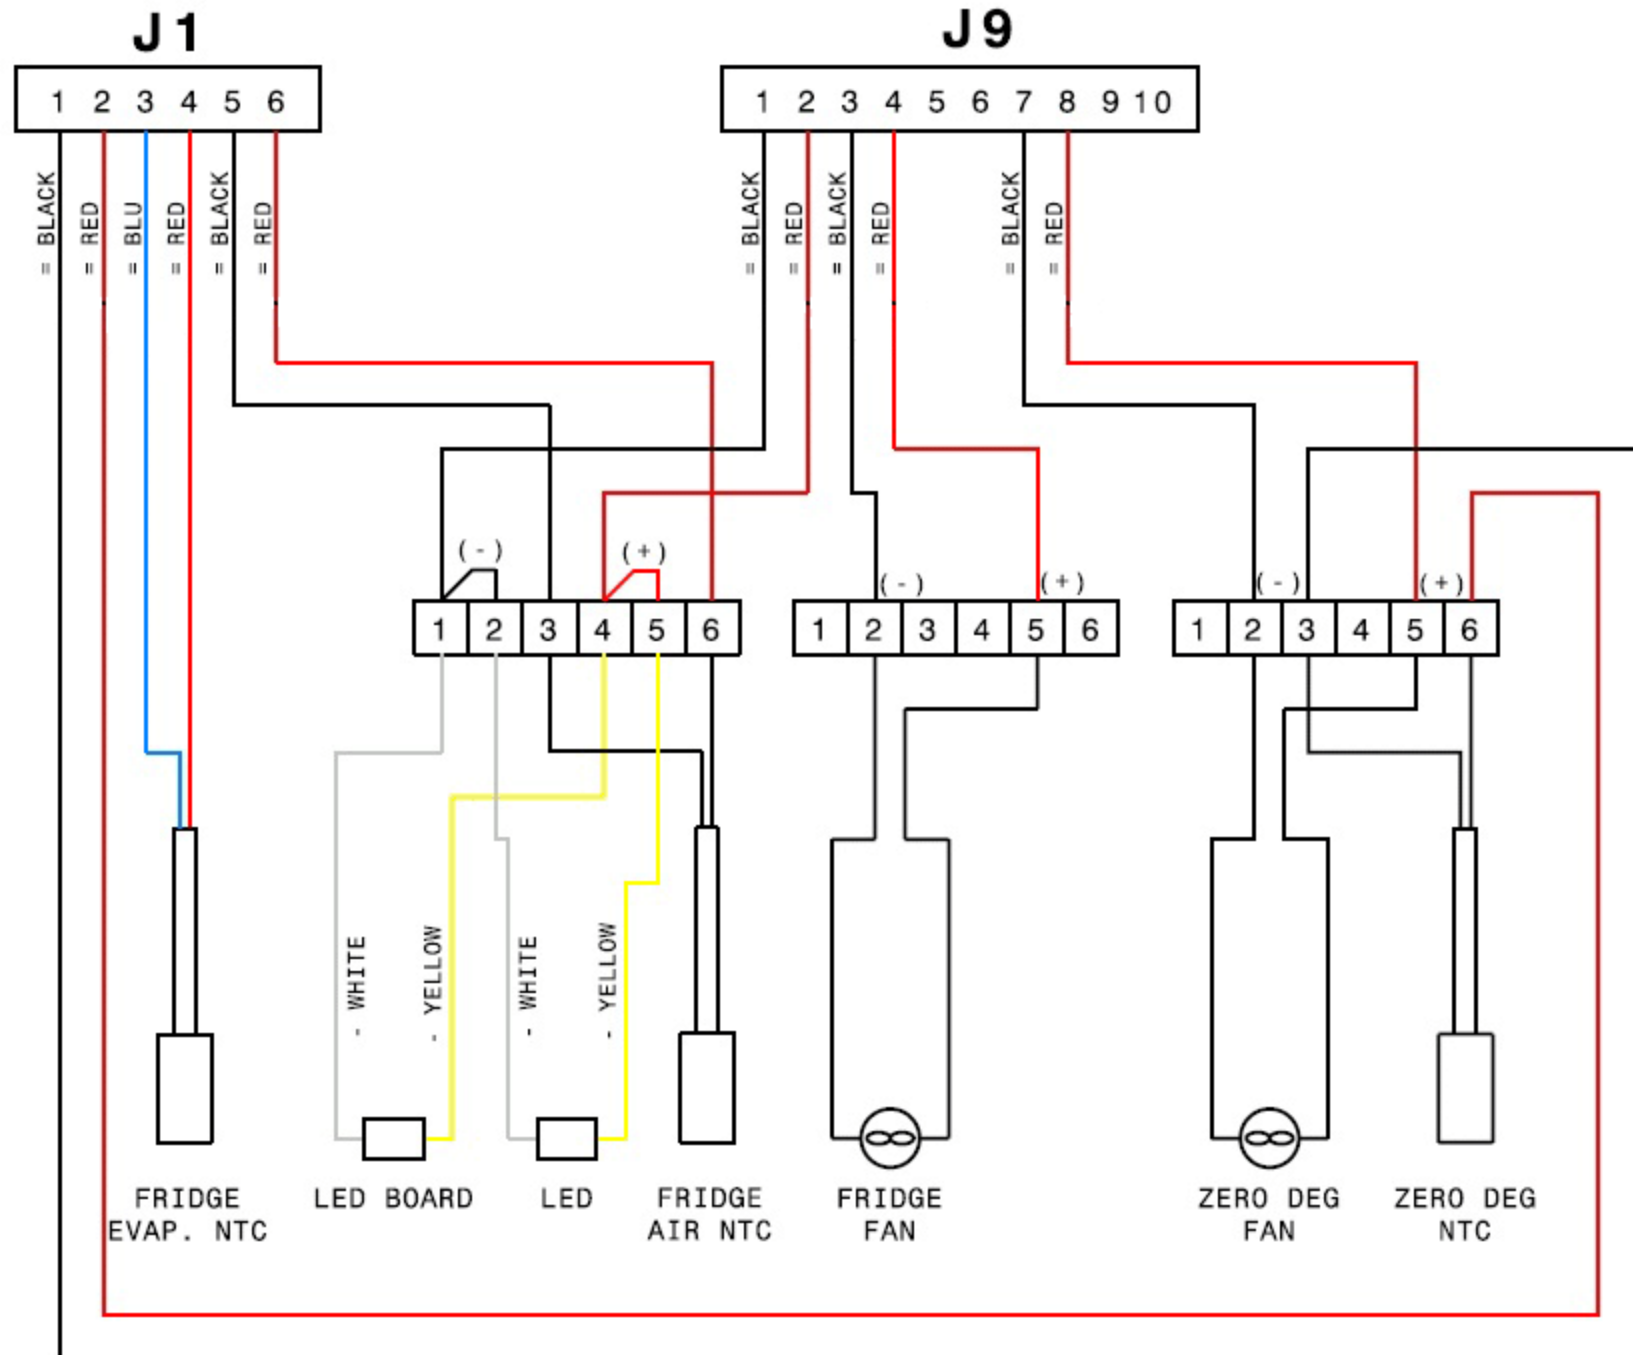 J1
J9
1 2 3 4 5 6
1 2 3 4 5 6 7 8 9 10
= BLACK
= RED
= BLU
= RED
= BLACK
= RED
= BLACK
= RED
= BLACK
= RED
= BLACK
= RED
(-)
(+)
(-)
(+)
(-)
(+)
1 2 3 4 5 6
1 2 3 4 5 6
1 2 3 4 5 6
- WHITE
- YELLOW
- WHITE
- YELLOW
FRIDGE
EVAP. NTC
LED BOARD
LED
FRIDGE
AIR NTC
FRIDGE
FAN
ZERO DEG
FAN
ZERO DEG
NTC